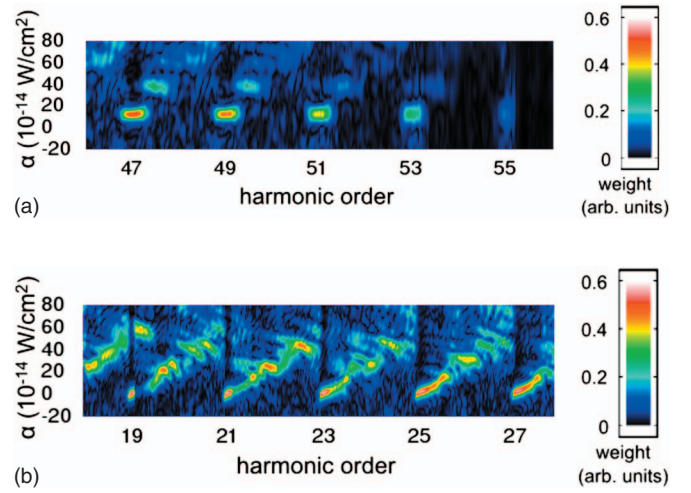 80
60
40
20
0
-20
α (10⁻¹⁴ W/cm²)
47 49 51 53 55
harmonic order
(a)
0.6
0.4
0.2
0
weight
(arb. units)
80
60
40
20
0
-20
α (10⁻¹⁴ W/cm²)
19 21 23 25 27
harmonic order
(b)
0.6
0.4
0.2
0
weight
(arb. units)